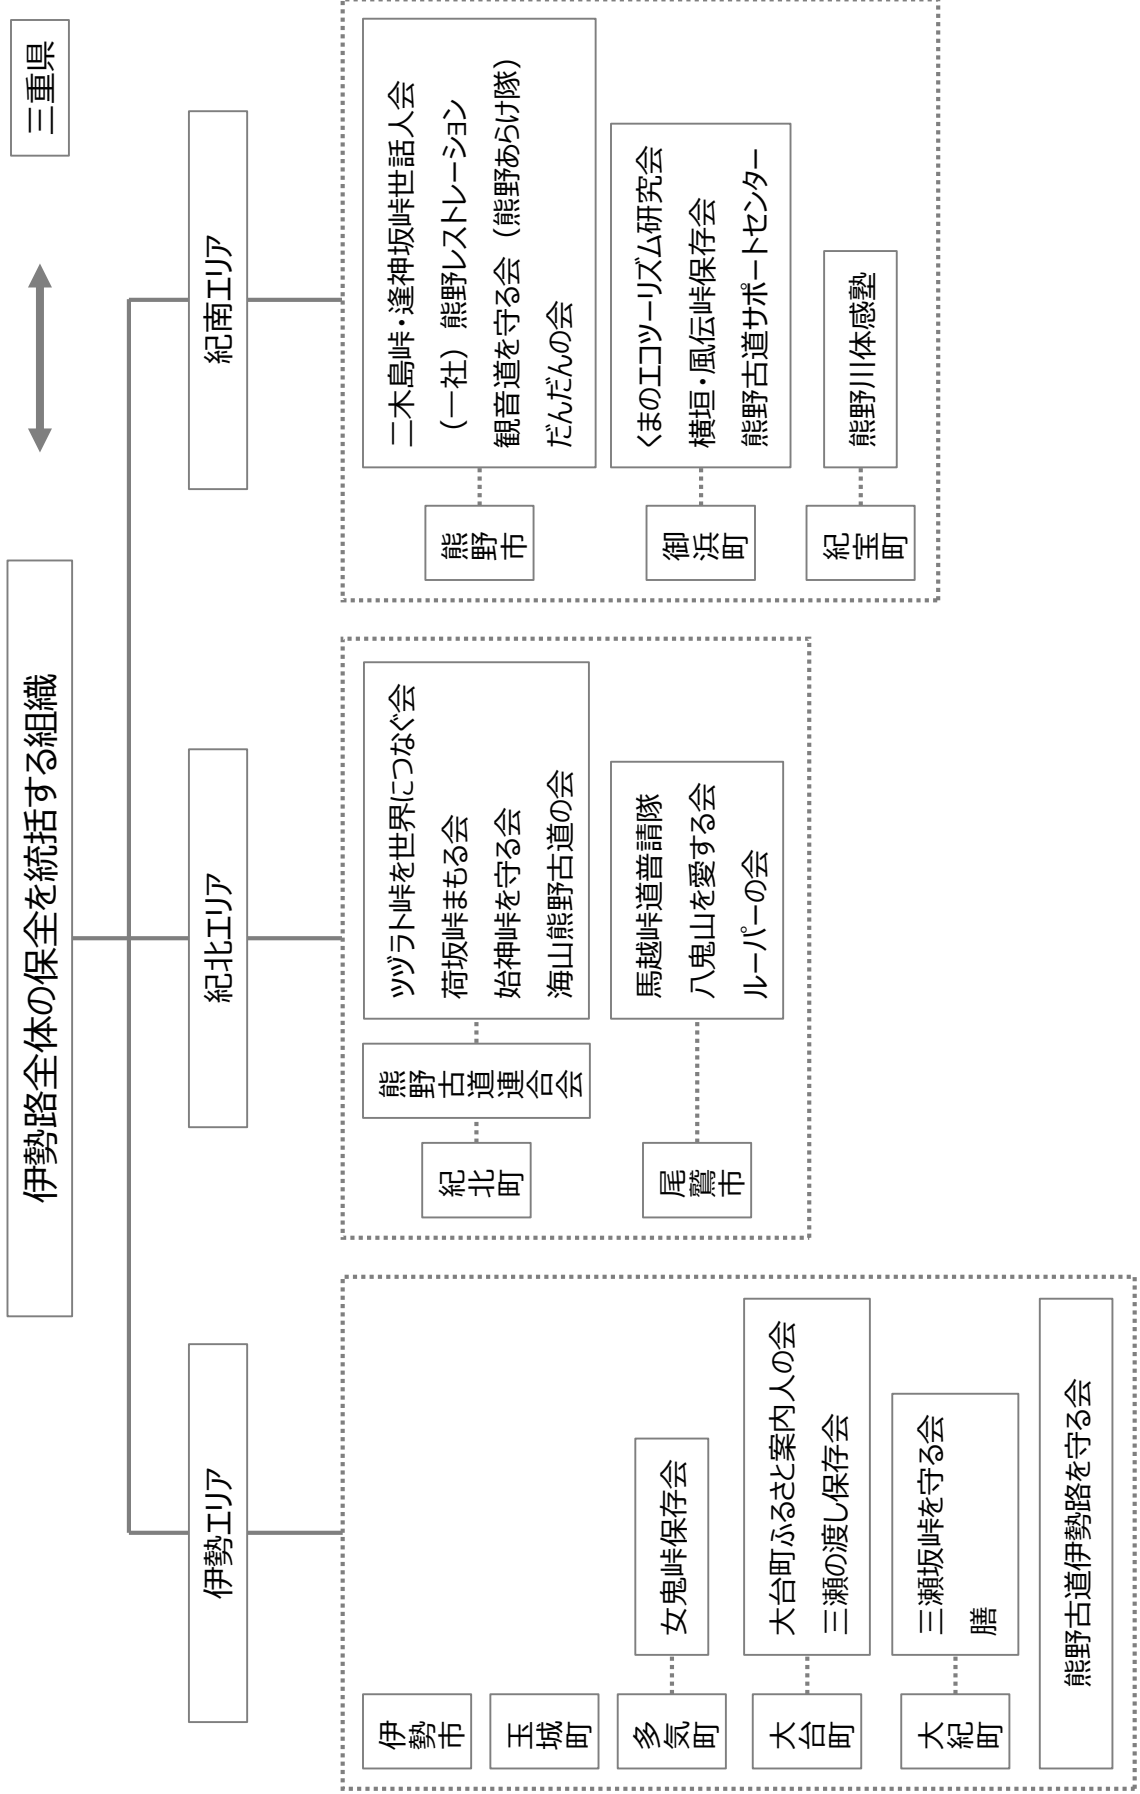 伊勢路全体の保全を統括する組織
三重県
伊勢エリア
紀北エリア
紀南エリア
伊勢市
玉城町
多気町
女鬼峠保存会
大台町
大台町ふるさと案内人の会
三瀬の渡し保存会
大紀町
三瀬坂峠を守る会
膳
熊野古道伊勢路を守る会
紀北町
熊野古道連合会
ツヅラト峠を世界につなぐ会
荷坂峠まもる会
始神峠を守る会
海山熊野古道の会
尾鷲市
馬越峠道普請隊
八鬼山を愛する会
ルーパーの会
熊野市
二木島峠・逢神坂峠世話人会
（一社）熊野レストレーション
観音道を守る会（熊野あらけ隊）
だんだんの会
御浜町
くまのエコツーリズム研究会
横垣・風伝峠保存会
熊野古道サポートセンター
紀宝町
熊野川体感塾